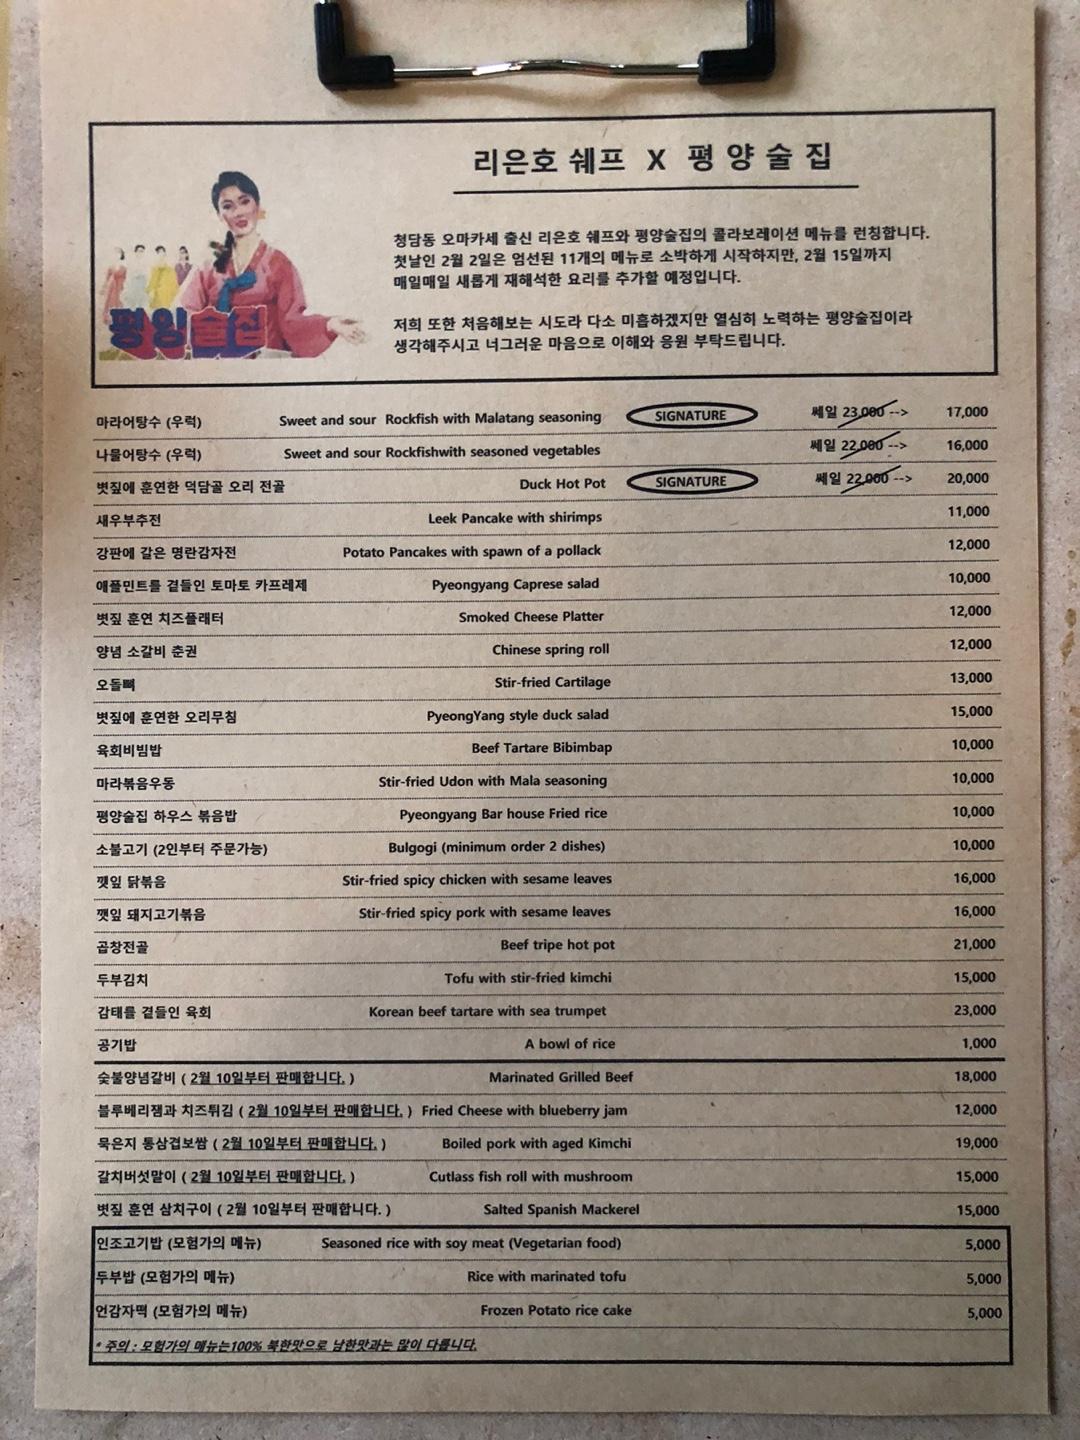 리은호 쉐프 X 평 양 술 집
평양술집
청담동 오마카세 출신 리은호 쉐프와 평양술집의 콜라보레이션 메뉴를 런칭합니다.
첫날인 2월 2일은 엄선된 11개의 메뉴로 소박하게 시작하지만, 2월 15일까지
매일매일 새롭게 재해석한 요리를 추가할 예정입니다.
저희 또한 처음해보는 시도라 다소 미흡하겠지만 열심히 노력하는 평양술집이라
생각해주시고 너그러운 마음으로 이해와 응원 부탁드립니다.
마라어탕수 (우럭) Sweet and sour Rockfish with Malatang seasoning SIGNATURE 쎄일 23,000 --> 17,000
나물어탕수 (우럭) Sweet and sour Rockfishwith seasoned vegetables 쎄일 22,000 --> 16,000
볏짚에 훈연한 덕담골 오리 전골 Duck Hot Pot SIGNATURE 쎄일 22,000 --> 20,000
새우부추전 Leek Pancake with shirimps 11,000
강판에 갈은 명란감자전 Potato Pancakes with spawn of a pollack 12,000
애플민트를 곁들인 토마토 카프레제 Pyeongyang Caprese salad 10,000
볏짚 훈연 치즈플래터 Smoked Cheese Platter 12,000
양념 소갈비 춘권 Chinese spring roll 12,000
오돌뼈 Stir-fried Cartilage 13,000
볏짚에 훈연한 오리무침 PyeongYang style duck salad 15,000
육회비빔밥 Beef Tartare Bibimbap 10,000
마라볶음우동 Stir-fried Udon with Mala seasoning 10,000
평양술집 하우스 볶음밥 Pyeongyang Bar house Fried rice 10,000
소불고기 (2인부터 주문가능) Bulgogi (minimum order 2 dishes) 10,000
깻잎 닭볶음 Stir-fried spicy chicken with sesame leaves 16,000
깻잎 돼지고기볶음 Stir-fried spicy pork with sesame leaves 16,000
곱창전골 Beef tripe hot pot 21,000
두부김치 Tofu with stir-fried kimchi 15,000
감태를 곁들인 육회 Korean beef tartare with sea trumpet 23,000
공기밥 A bowl of rice 1,000
숯불양념갈비 ( 2월 10일부터 판매합니다. ) Marinated Grilled Beef 18,000
블루베리잼과 치즈튀김 ( 2월 10일부터 판매합니다. ) Fried Cheese with blueberry jam 12,000
묵은지 통삼겹보쌈 ( 2월 10일부터 판매합니다. ) Boiled pork with aged Kimchi 19,000
갈치버섯말이 ( 2월 10일부터 판매합니다. ) Cutlass fish roll with mushroom 15,000
볏짚 훈연 삼치구이 ( 2월 10일부터 판매합니다. ) Salted Spanish Mackerel 15,000
인조고기밥 (모험가의 메뉴) Seasoned rice with soy meat (Vegetarian food) 5,000
두부밥 (모험가의 메뉴) Rice with marinated tofu 5,000
언감자떡 (모험가의 메뉴) Frozen Potato rice cake 5,000
* 주의 : 모험가의 메뉴는100% 북한맛으로 남한맛과는 많이 다릅니다.